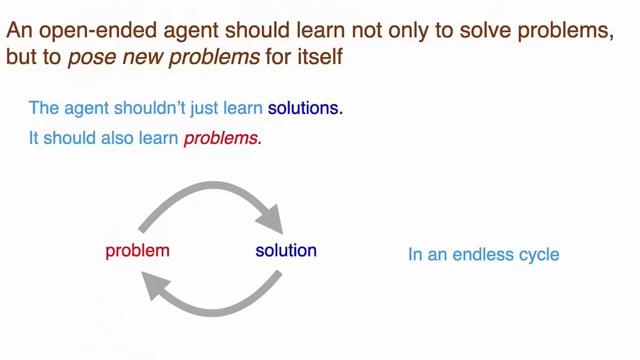 An open-ended agent should learn not only to solve problems,
but to pose new problems for itself
The agent shouldn't just learn solutions.
It should also learn problems.
problem
solution
In an endless cycle